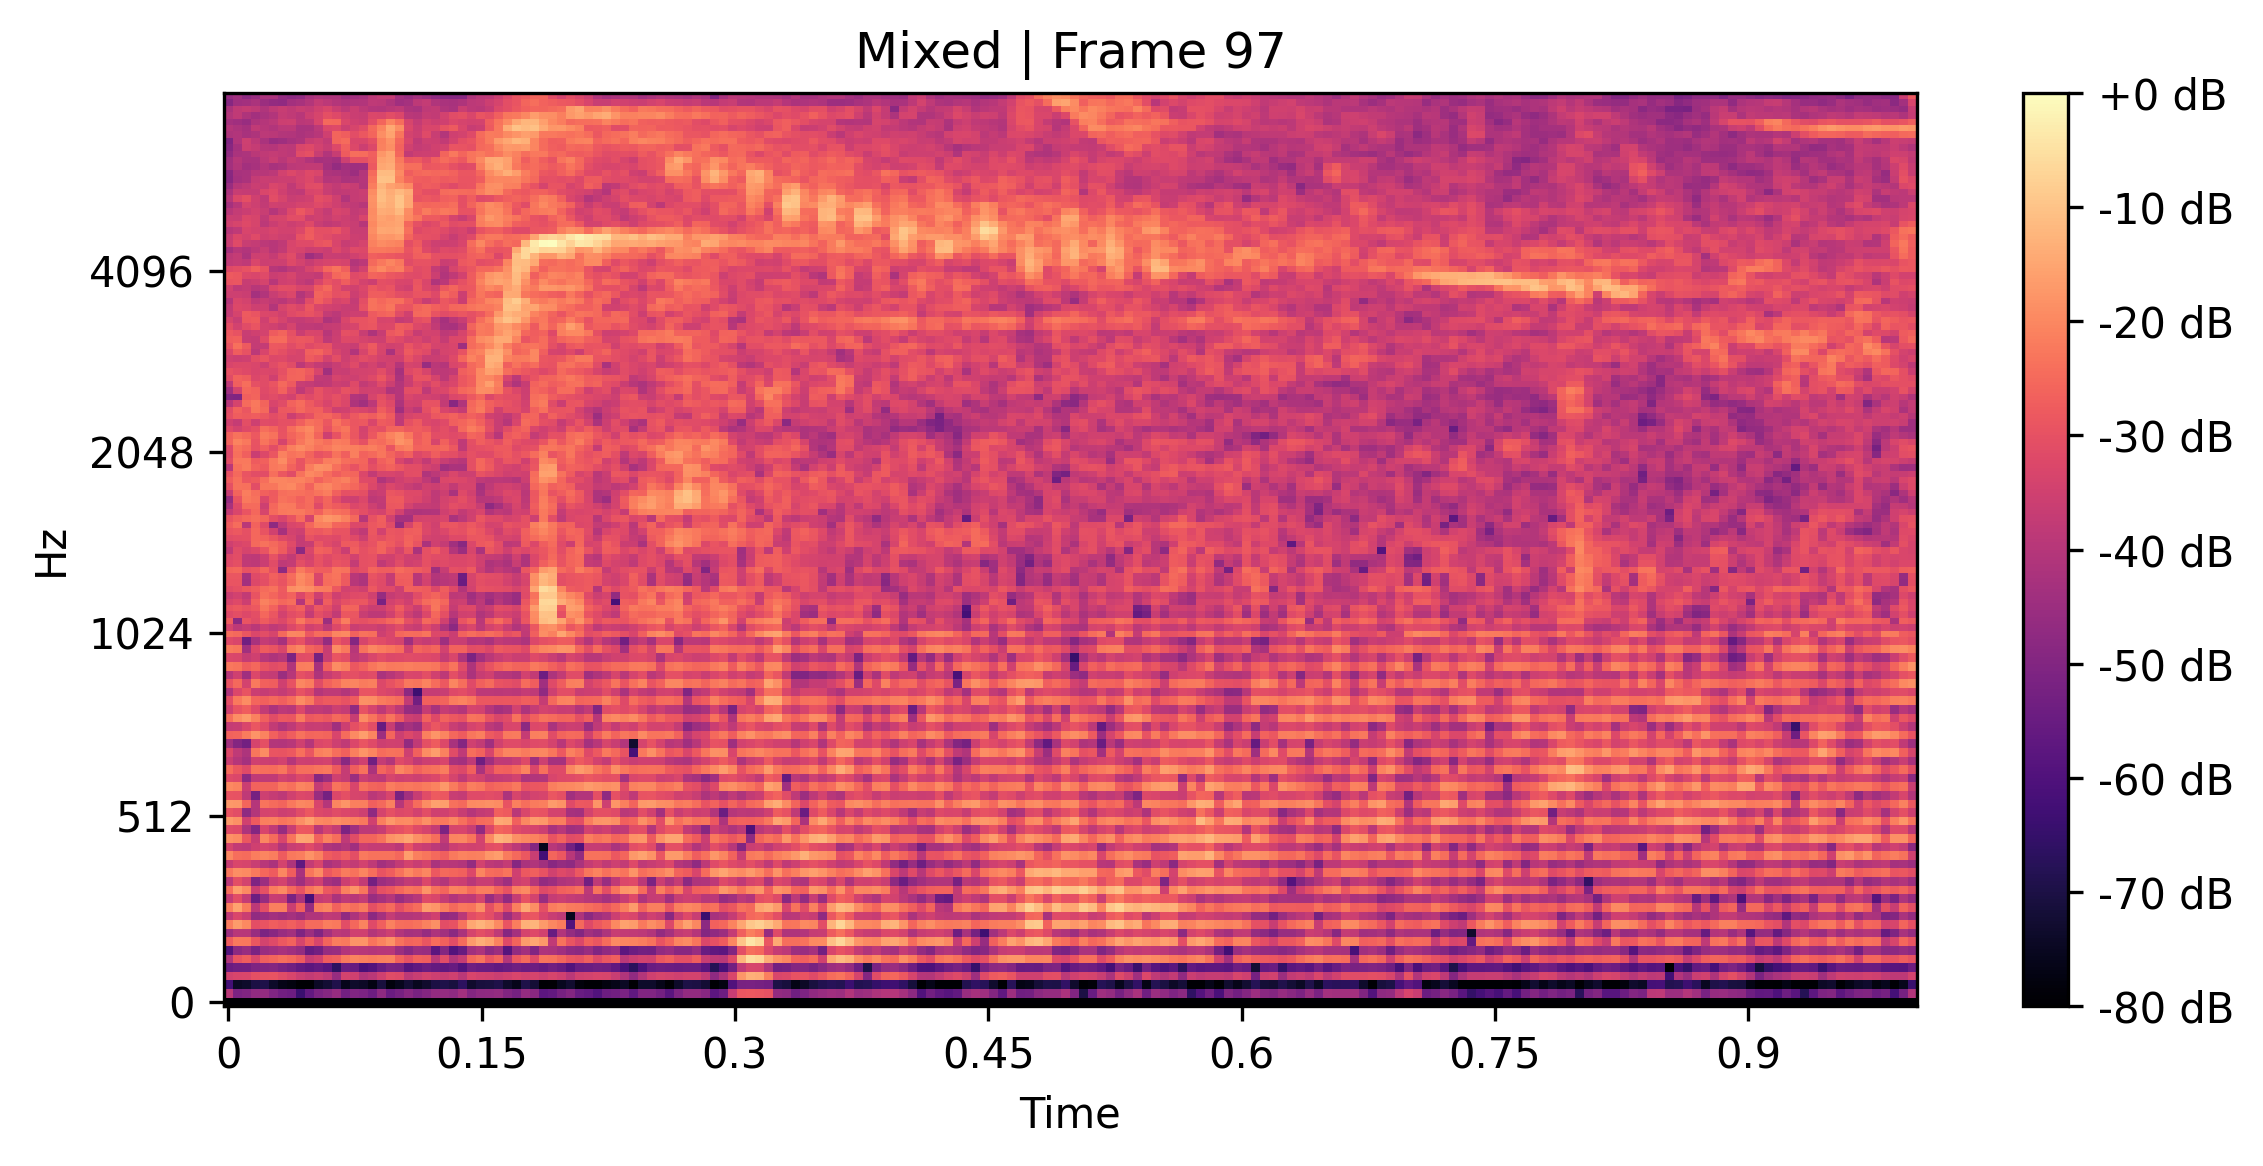 Mixed | Frame 97
+0 dB
-10 dB
-20 dB
-30 dB
-40 dB
-50 dB
-60 dB
-70 dB
-80 dB
Hz
4096
2048
1024
512
0
0 0.15 0.3 0.45 0.6 0.75 0.9
Time